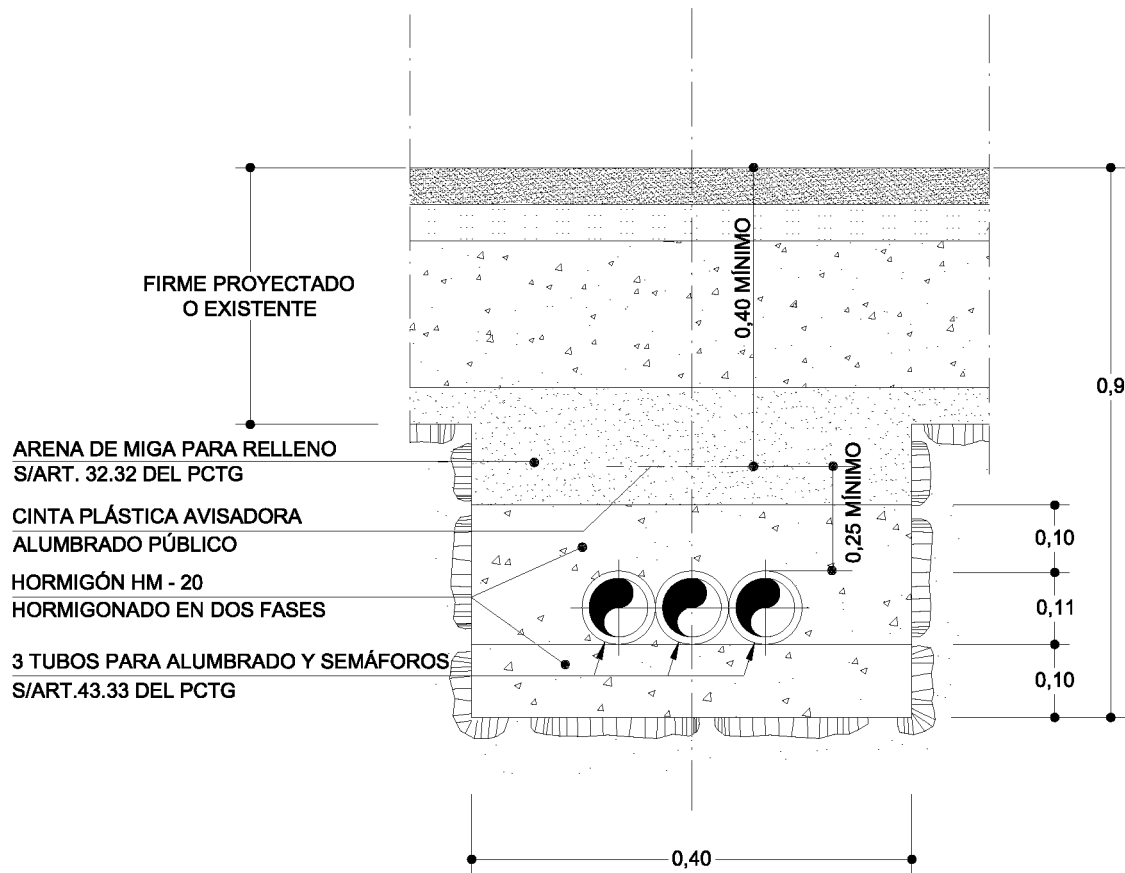 FIRME PROYECTADO
O EXISTENTE
0,40 MÍNIMO
0,9
ARENA DE MIGA PARA RELLENO
S/ART. 32.32 DEL PCTG
CINTA PLÁSTICA AVISADORA
ALUMBRADO PÚBLICO
0,25 MÍNIMO
0,10
HORMIGÓN HM - 20
HORMIGONADO EN DOS FASES
0,11
3 TUBOS PARA ALUMBRADO Y SEMÁFOROS
S/ART.43.33 DEL PCTG
0,10
0,40